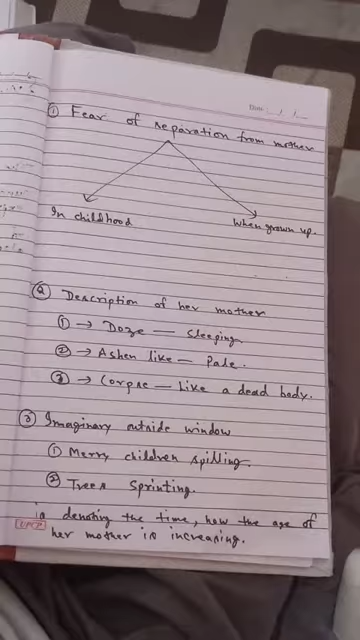 Date
① Fear of separation from mother
In childhood
When grown up.
② Description of her mother
① → Doze — sleeping
② → Ashen like — Pale.
③ → Corpse — like a dead body.
③ Imaginary outside window
① Merry children spilling.
② Trees Sprinting.
is denoting the time, how the age of
her mother is increasing.